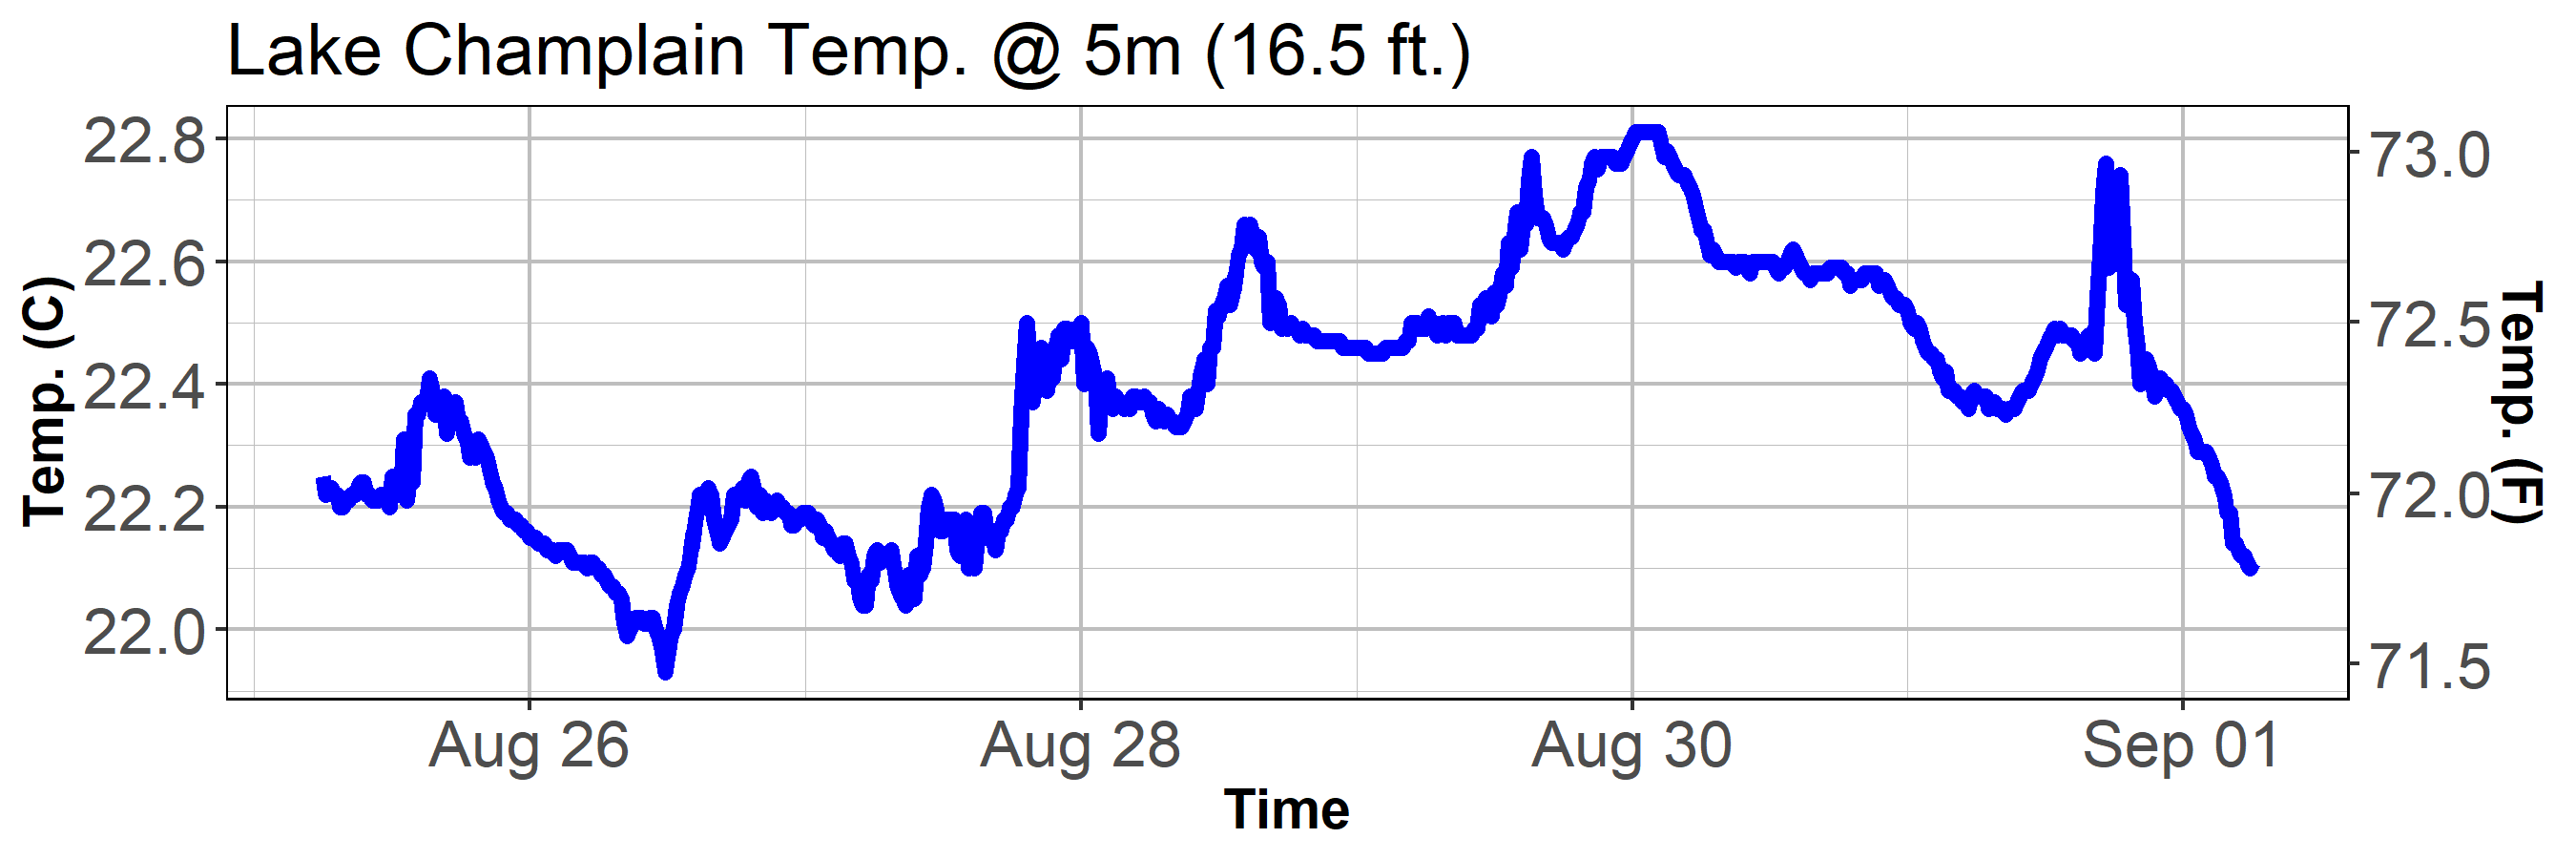 Lake Champlain Temp. @ 5m (16.5 ft.)
Temp. (C)
22.8
22.6
22.4
22.2
22.0
73.0
72.5
72.0
71.5
Temp. (F)
Aug 26
Aug 28
Aug 30
Sep 01
Time